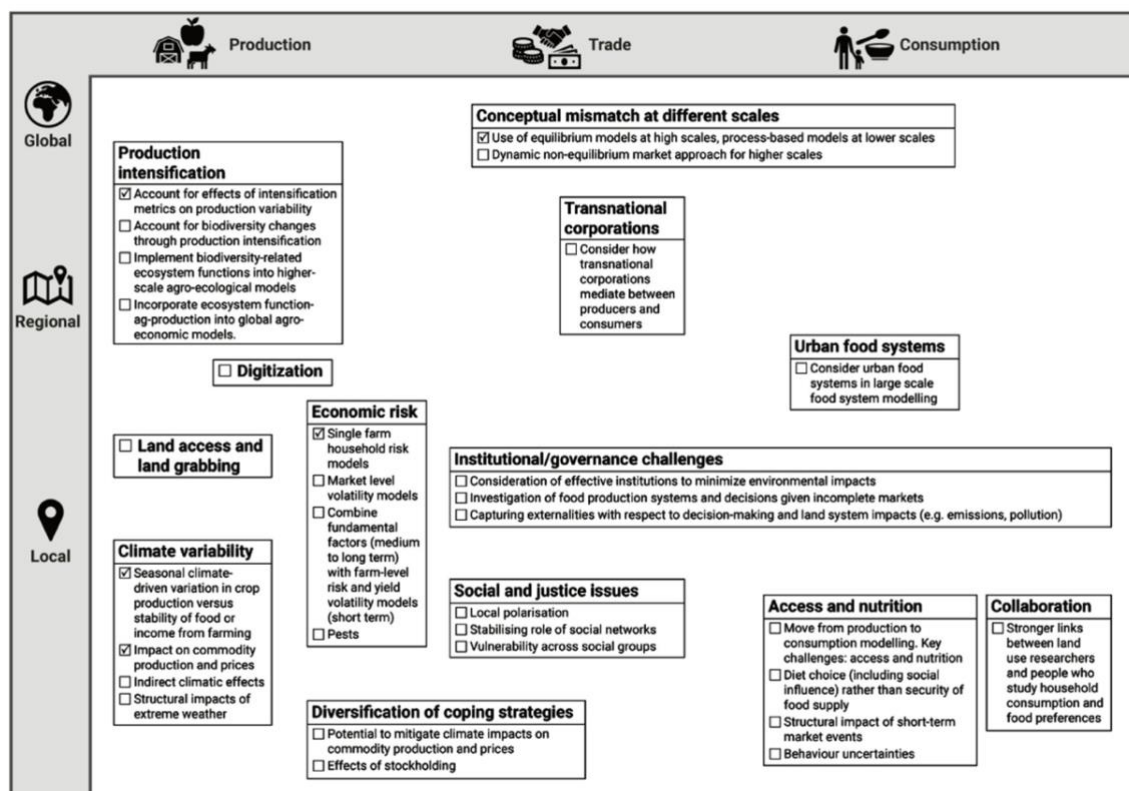 Production
Trade
Consumption
Global
Regional
Local
Conceptual mismatch at different scales
☑ Use of equilibrium models at high scales, process-based models at lower scales
☐ Dynamic non-equilibrium market approach for higher scales
Production
intensification
☑ Account for effects of intensification
metrics on production variability
☐ Account for biodiversity changes
through production intensification
☐ Implement biodiversity-related
ecosystem functions into higher-
scale agro-ecological models
☐ Incorporate ecosystem function-
ag-production into global agro-
economic models.
Transnational
corporations
☐ Consider how
transnational
corporations
mediate between
producers and
consumers
Urban food systems
☐ Consider urban food
systems in large scale
food system modelling
☐ Digitization
Economic risk
☑ Single farm
household risk
models
☐ Market level
volatility models
☐ Combine
fundamental
factors (medium
to long term)
with farm-level
risk and yield
volatility models
(short term)
☐ Pests
☐ Land access and
land grabbing
Institutional/governance challenges
☐ Consideration of effective institutions to minimize environmental impacts
☐ Investigation of food production systems and decisions given incomplete markets
☐ Capturing externalities with respect to decision-making and land system impacts (e.g. emissions, pollution)
Climate variability
☑ Seasonal climate-
driven variation in crop
production versus
stability of food or
income from farming
☑ Impact on commodity
production and prices
☐ Indirect climatic effects
☐ Structural impacts of
extreme weather
Social and justice issues
☐ Local polarisation
☐ Stabilising role of social networks
☐ Vulnerability across social groups
Access and nutrition
☐ Move from production to
consumption modelling. Key
challenges: access and nutrition
☐ Diet choice (including social
influence) rather than security of
food supply
☐ Structural impact of short-term
market events
☐ Behaviour uncertainties
Collaboration
☐ Stronger links
between land
use researchers
and people who
study household
consumption and
food preferences
Diversification of coping strategies
☐ Potential to mitigate climate impacts on
commodity production and prices
☐ Effects of stockholding